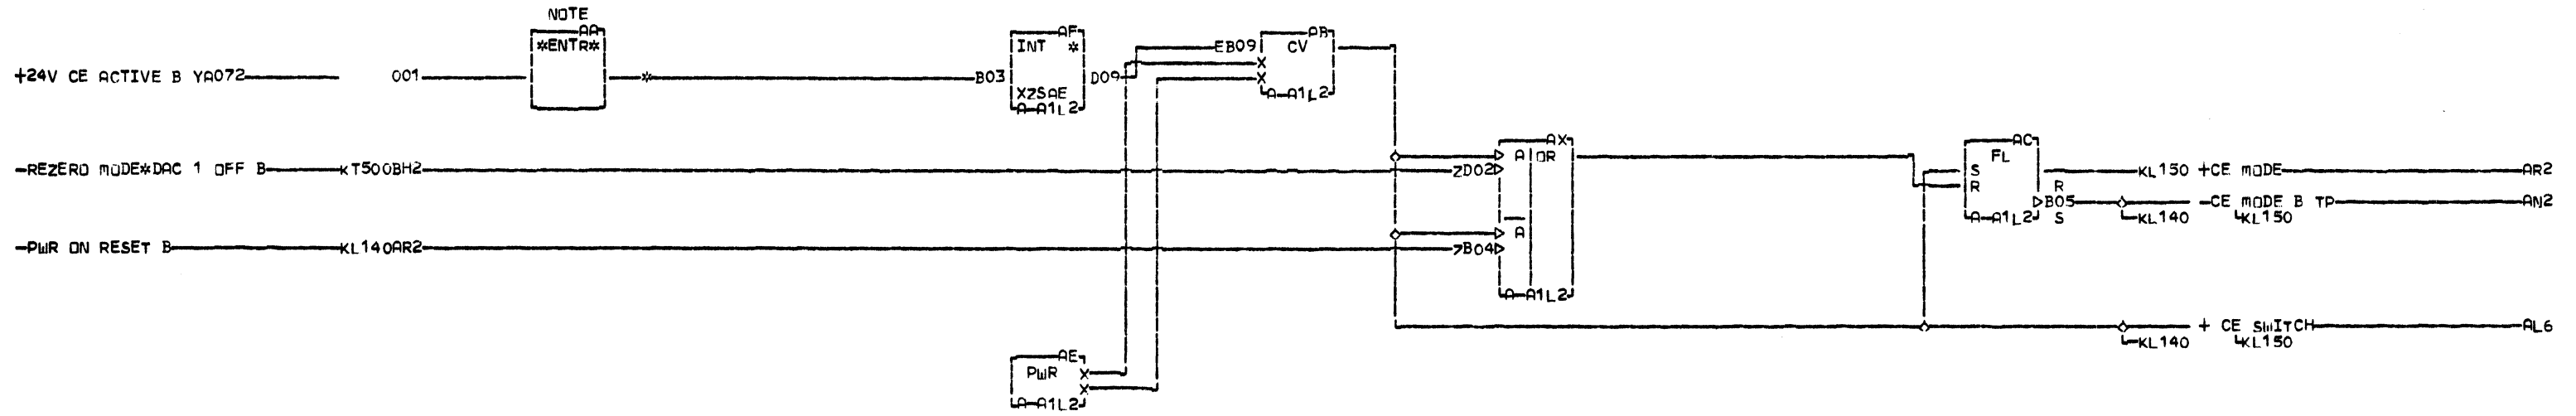 NOTE
AA
*ENTR*
AF
INT *
AB
EB09 CV
X
+24V CE ACTIVE B YA072 001 * B03 D09 X
XZSAE
A-A1L2
A-A1L2
AX
A OR
-REZERO MODE*DAC 1 OFF B KT500BH2 ZD02
AC
FL
S KL150 +CE MODE AR2
R R
B05 -CE MODE B TP AN2
A-A1L2 S KL140 KL150
A
-PWR ON RESET B KL140AR2 7B04
A-A1L2
+ CE SWITCH AL6
KL140 KL150
AE
PWR X
X
A-A1L2